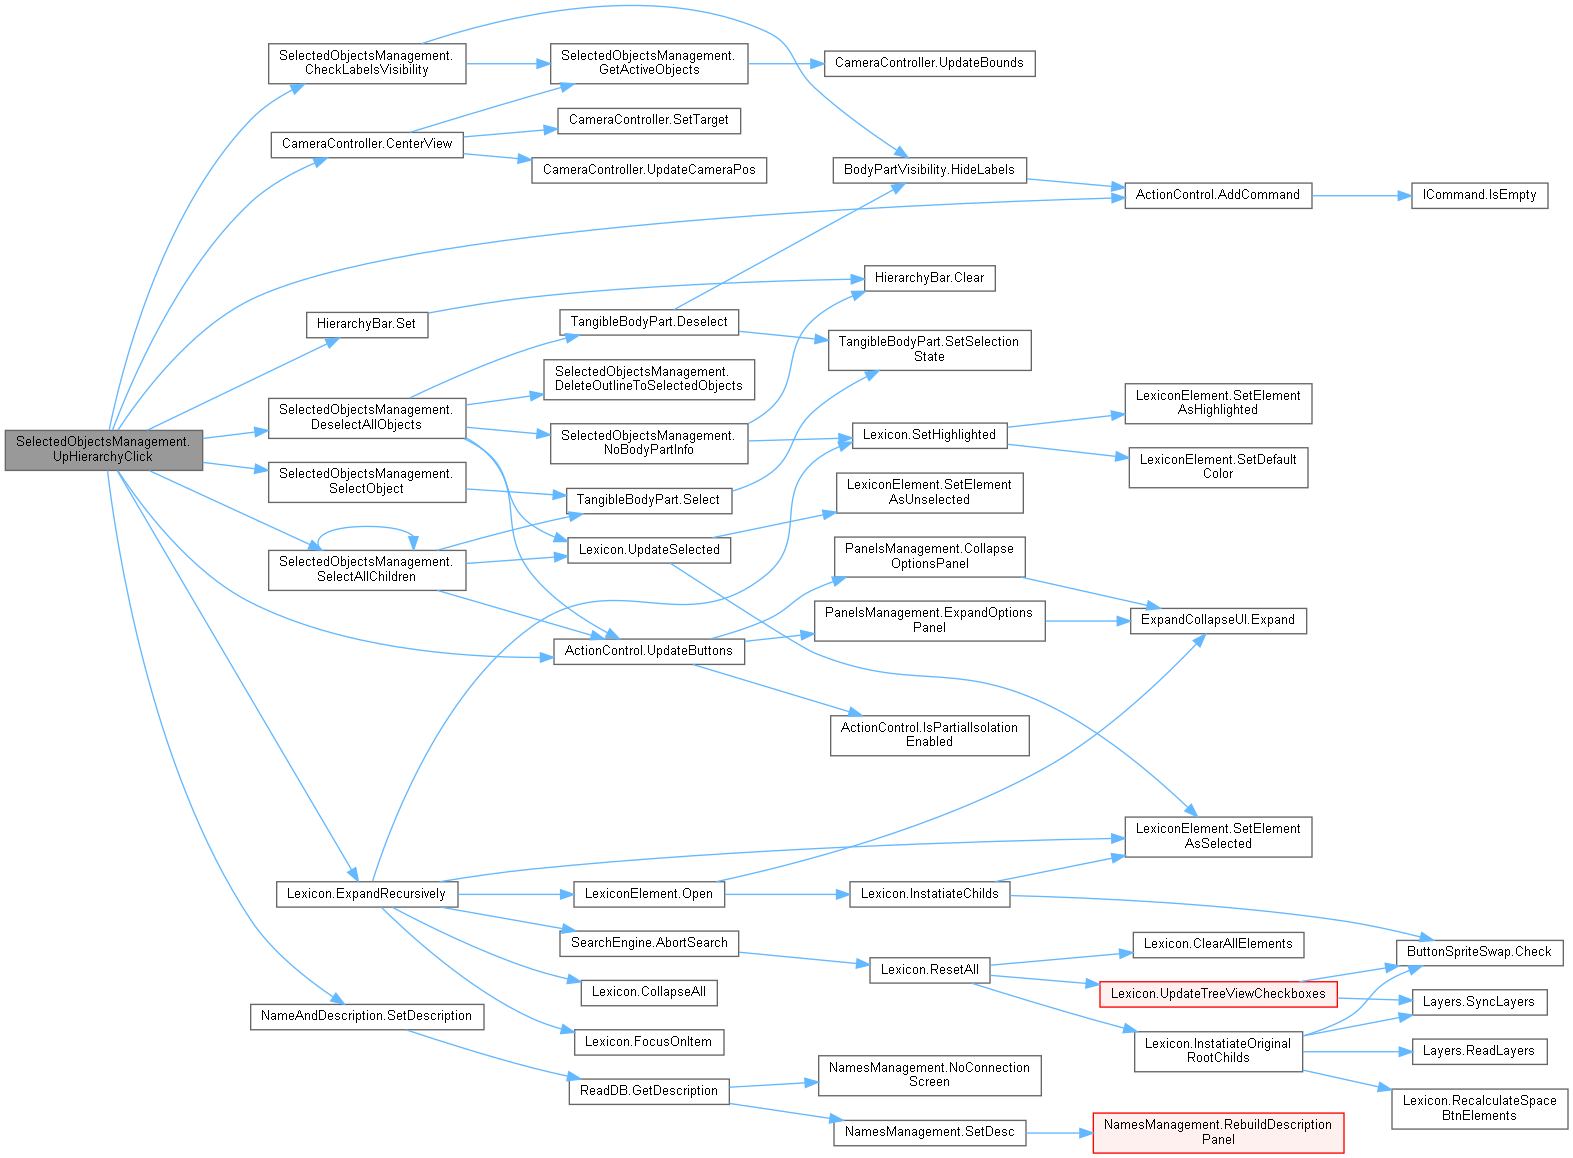 SelectedObjectsManagement.
UpHierarchyClick
SelectedObjectsManagement.
CheckLabelsVisibility
CameraController.CenterView
HierarchyBar.Set
SelectedObjectsManagement.
DeselectAllObjects
SelectedObjectsManagement.
SelectObject
SelectedObjectsManagement.
SelectAllChildren
Lexicon.ExpandRecursively
NameAndDescription.SetDescription
SelectedObjectsManagement.
GetActiveObjects
CameraController.SetTarget
CameraController.UpdateCameraPos
TangibleBodyPart.Deselect
SelectedObjectsManagement.
DeleteOutlineToSelectedObjects
SelectedObjectsManagement.
NoBodyPartInfo
TangibleBodyPart.Select
Lexicon.UpdateSelected
ActionControl.UpdateButtons
LexiconElement.Open
SearchEngine.AbortSearch
Lexicon.CollapseAll
Lexicon.FocusOnItem
ReadDB.GetDescription
CameraController.UpdateBounds
BodyPartVisibility.HideLabels
HierarchyBar.Clear
TangibleBodyPart.SetSelection
State
Lexicon.SetHighlighted
LexiconElement.SetElement
AsUnselected
PanelsManagement.Collapse
OptionsPanel
PanelsManagement.ExpandOptions
Panel
ActionControl.IsPartialIsolation
Enabled
Lexicon.InstatiateChilds
Lexicon.ResetAll
NamesManagement.NoConnection
Screen
NamesManagement.SetDesc
ActionControl.AddCommand
LexiconElement.SetElement
AsHighlighted
LexiconElement.SetDefault
Color
ExpandCollapseUI.Expand
LexiconElement.SetElement
AsSelected
Lexicon.ClearAllElements
Lexicon.UpdateTreeViewCheckboxes
Lexicon.InstatiateOriginal
RootChilds
NamesManagement.RebuildDescription
Panel
ICommand.IsEmpty
ButtonSpriteSwap.Check
Layers.SyncLayers
Layers.ReadLayers
Lexicon.RecalculateSpace
BtnElements